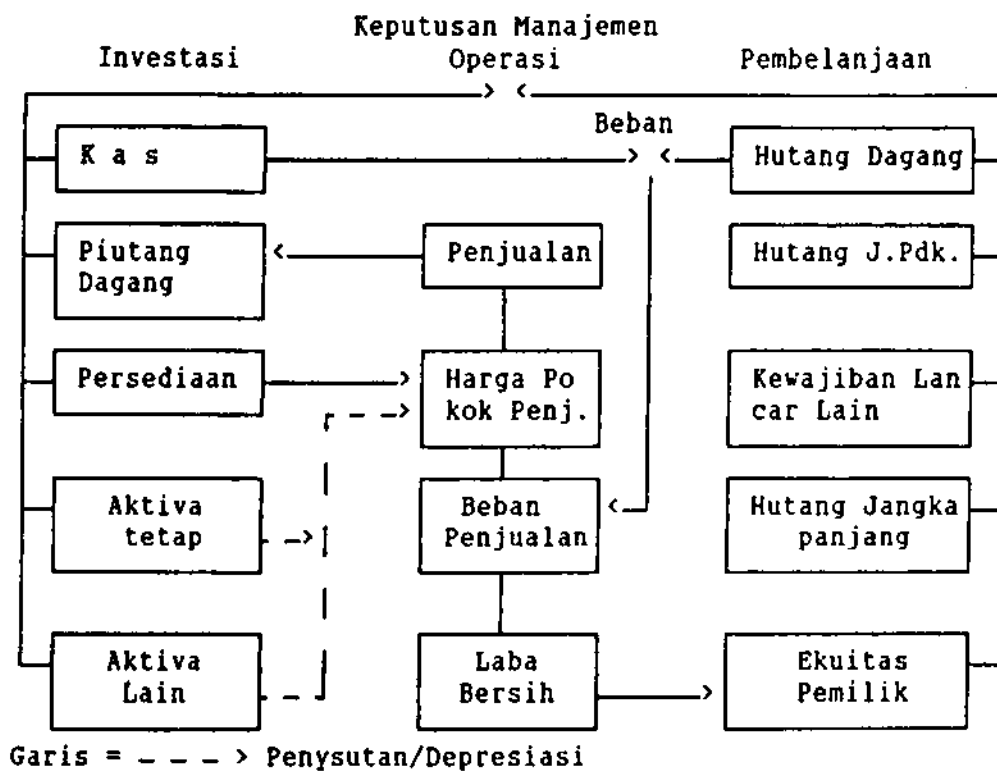 Keputusan Manajemen
Investasi Operasi Pembelanjaan
Beban
K a s
Hutang Dagang
Piutang
Dagang
Penjualan
Hutang J.Pdk.
Persediaan
Harga Po
kok Penj.
Kewajiban Lan
car Lain
Aktiva
tetap
Beban
Penjualan
Hutang Jangka
panjang
Aktiva
Lain
Laba
Bersih
Ekuitas
Pemilik
Garis = - - - > Penysutan/Depresiasi